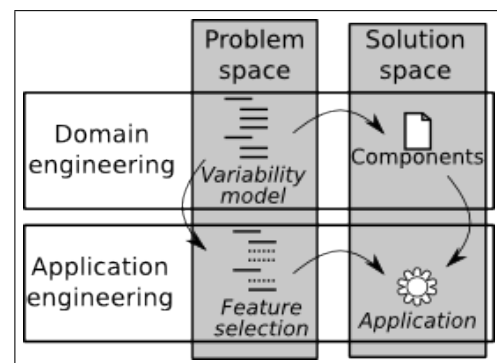 Problem
space
Solution
space
Domain
engineering
Variability
model
Components
Application
engineering
Feature
selection
Application